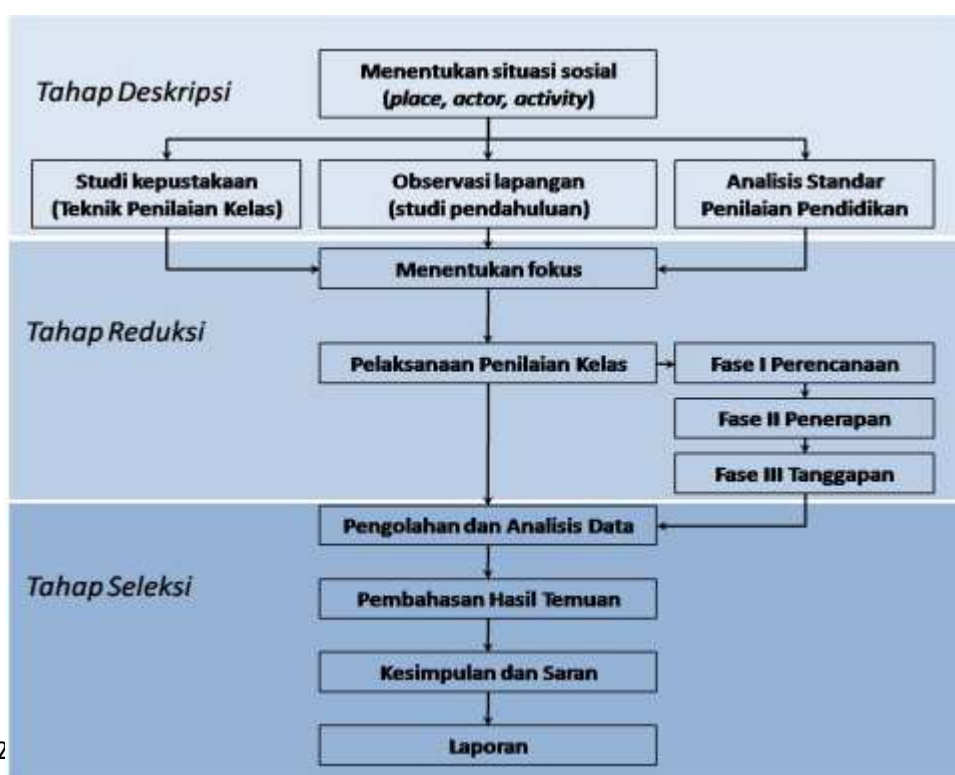 Tahap Deskripsi
Menentukan situasi sosial
(place, actor, activity)
Studi kepustakaan
(Teknik Penilaian Kelas)
Observasi lapangan
(studi pendahuluan)
Analisis Standar
Penilaian Pendidikan
Tahap Reduksi
Menentukan fokus
Pelaksanaan Penilaian Kelas
Fase I Perencanaan
Fase II Penerapan
Fase III Tanggapan
Tahap Seleksi
Pengolahan dan Analisis Data
Pembahasan Hasil Temuan
Kesimpulan dan Saran
Laporan
2